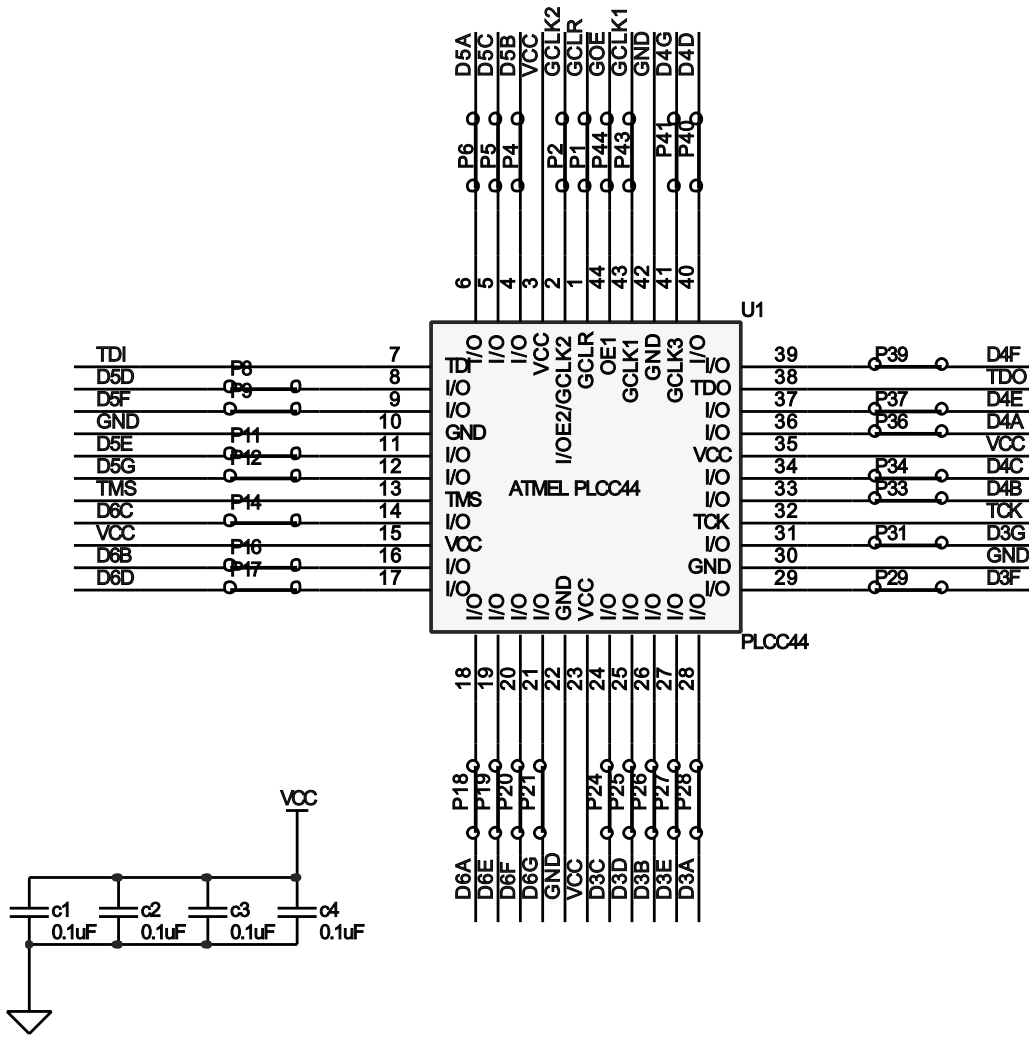 D5A
D5C
D5B
VCC
GCLK2
GCLR
GOE
GCLK1
GND
D4G
D4D
P6
P5
P4
P2
P1
P44
P43
P41
P40
6
5
4
3
2
1
44
43
42
41
40
U1
I/O
I/O
I/O
VCC
I/OE2/GCLK2
GCLR
OE1
GCLK1
GND
GCLK3
I/O
TDI 7 TDI
D5D P8 8 I/O
D5F P9 9 I/O
GND 10 GND
D5E P11 11 I/O
D5G P12 12 I/O
TMS 13 TMS
D6C P14 14 I/O
VCC 15 VCC
D6B P16 16 I/O
D6D P17 17 I/O
ATMEL PLCC44
I/O 39 P39 D4F
TDO 38 TDO
I/O 37 P37 D4E
I/O 36 P36 D4A
VCC 35 VCC
I/O 34 P34 D4C
I/O 33 P33 D4B
TCK 32 TCK
I/O 31 P31 D3G
GND 30 GND
I/O 29 P29 D3F
I/O
I/O
I/O
I/O
GND
VCC
I/O
I/O
I/O
I/O
I/O
PLCC44
18
19
20
21
22
23
24
25
26
27
28
P18
P19
P20
P21
P24
P25
P26
P27
P28
D6A
D6E
D6F
D6G
GND
VCC
D3C
D3D
D3B
D3E
D3A
VCC
c1 c2 c3 c4
0.1uF 0.1uF 0.1uF 0.1uF